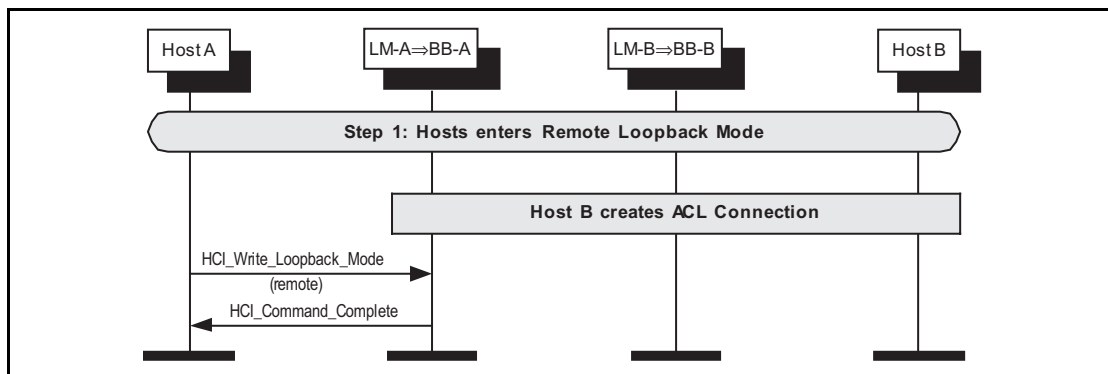 Host A
LM-A⇒BB-A
LM-B⇒BB-B
Host B
Step 1: Hosts enters Remote Loopback Mode
Host B creates ACL Connection
HCI_Write_Loopback_Mode
(remote)
HCI_Command_Complete